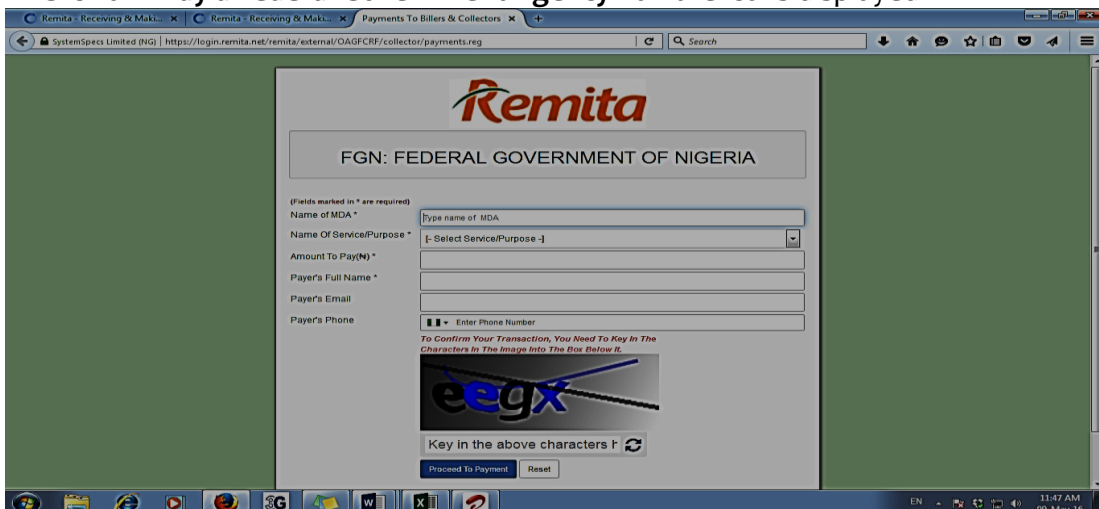 Remita - Receiving & Maki...
Remita - Receiving & Maki...
Payments To Billers & Collectors
SystemSpecs Limited (NG)
https://login.remita.net/remita/external/OAGFCRF/collector/payments.reg
Search
Remita
FGN: FEDERAL GOVERNMENT OF NIGERIA
(Fields marked in * are required)
Name of MDA *
Type name of MDA
Name Of Service/Purpose *
[- Select Service/Purpose -]
Amount To Pay(₦) *
Payer's Full Name *
Payer's Email
Payer's Phone
Enter Phone Number
To Confirm Your Transaction, You Need To Key In The
Characters In The Image Into The Box Below It.
eegx
Key in the above characters h
Proceed To Payment
Reset
3G
EN
11:47 AM
09-May-16